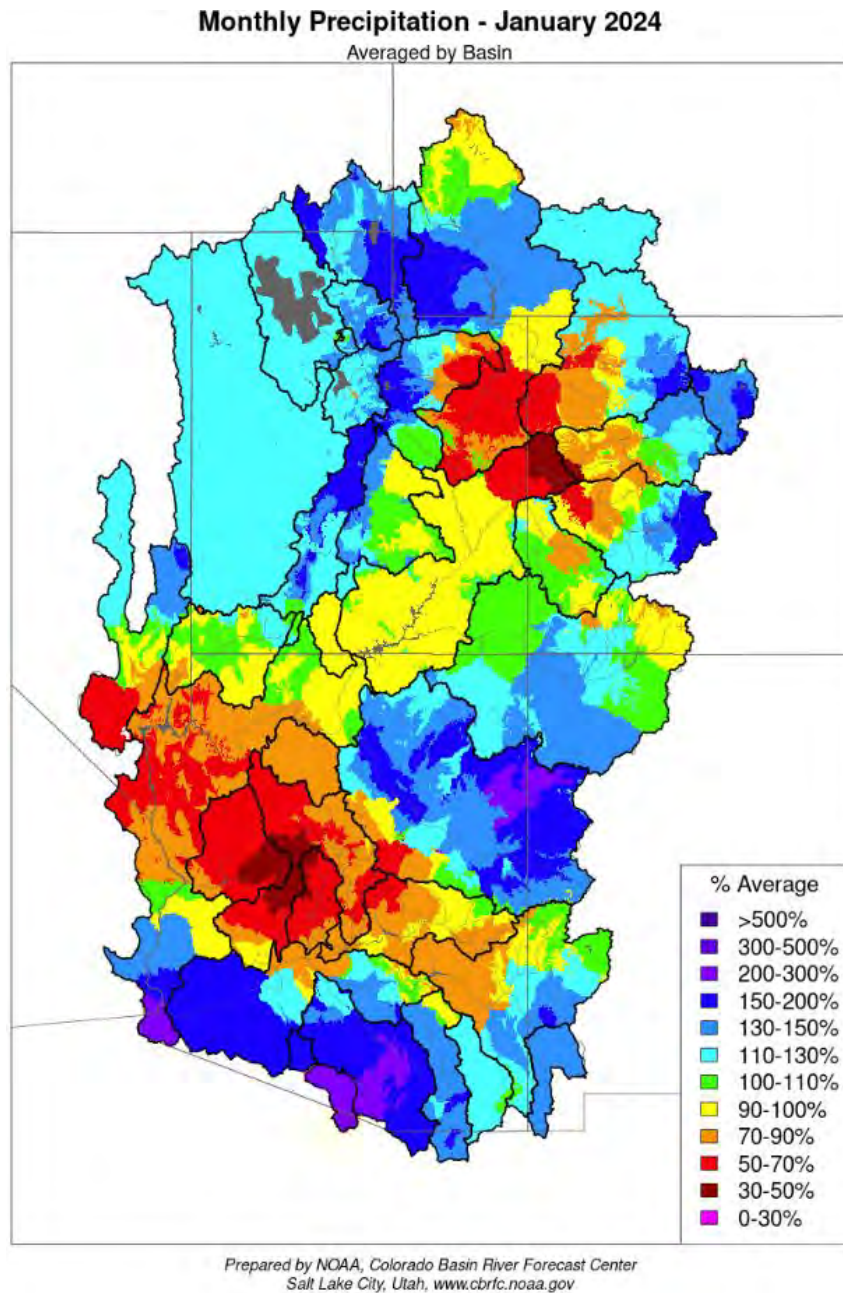 Monthly Precipitation - January 2024
Averaged by Basin
% Average
>500%
300-500%
200-300%
150-200%
130-150%
110-130%
100-110%
90-100%
70-90%
50-70%
30-50%
0-30%
Prepared by NOAA, Colorado Basin River Forecast Center
Salt Lake City, Utah, www.cbrfc.noaa.gov